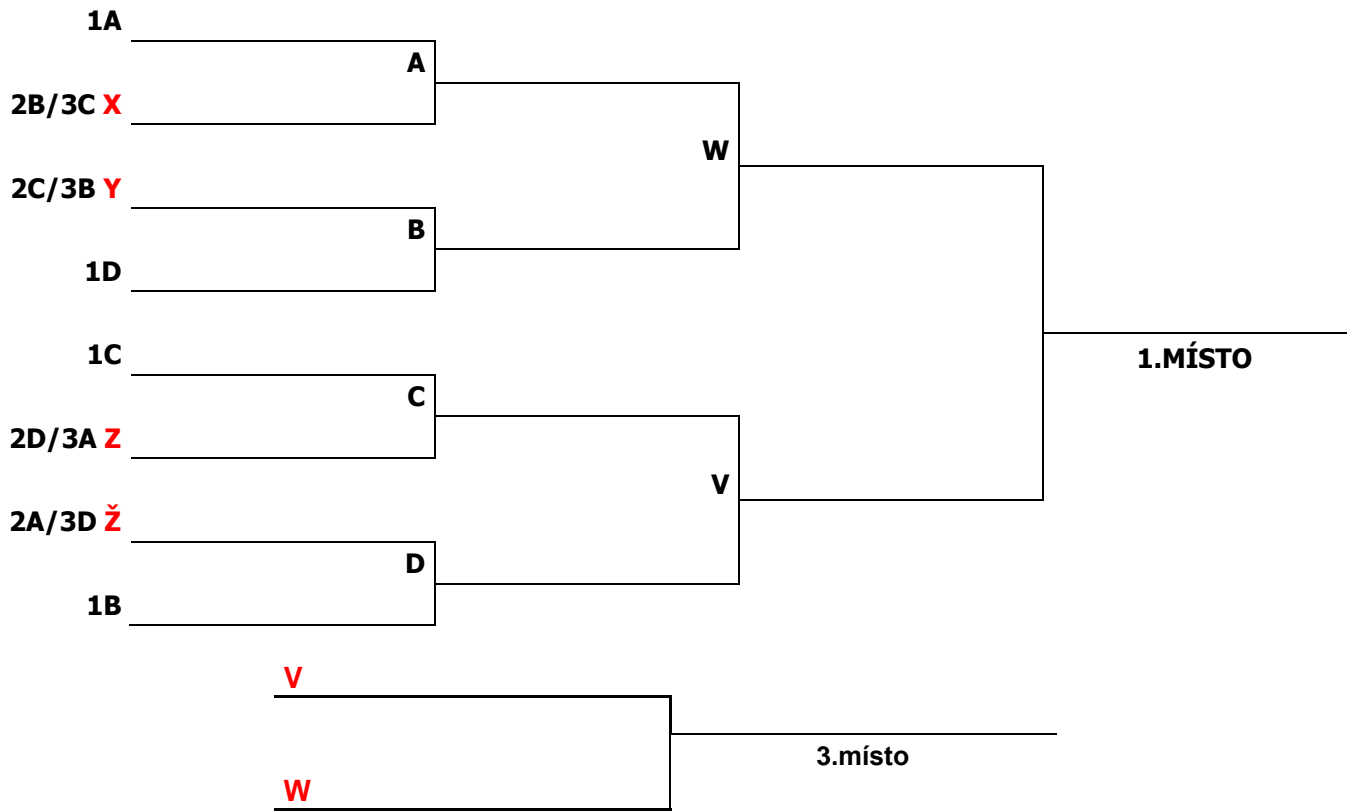 1A
A
2B/3C X
W
2C/3B Y
B
1D
1C
1.MÍSTO
C
2D/3A Z
V
2A/3D Ž
D
1B
V
3.místo
W